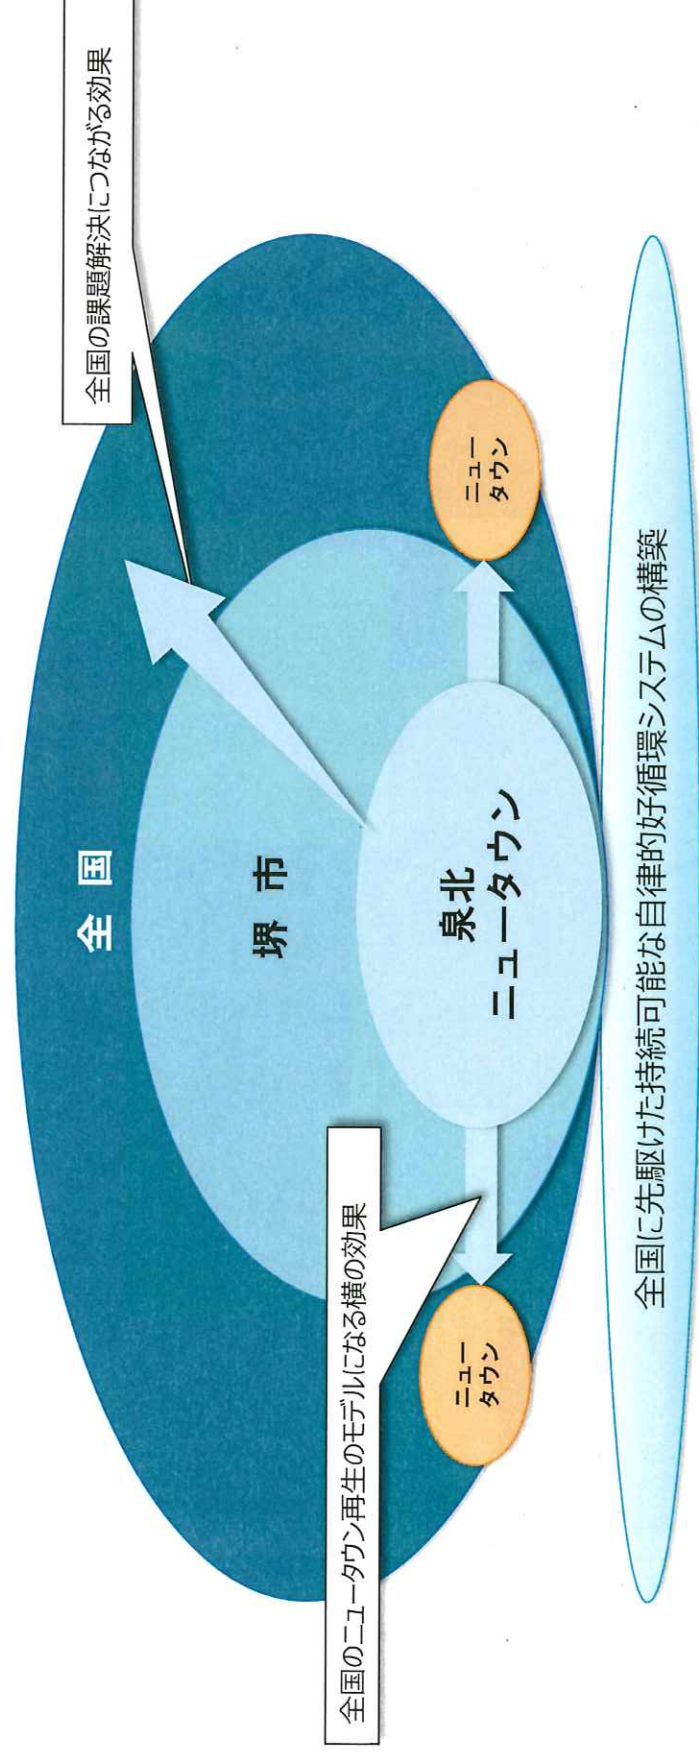 全国の課題解決につながる効果
全 国
堺 市
全国のニュータウン再生のモデルになる横の効果
泉北
ニュータウン
ニュー
タウン
ニュー
タウン
全国に先駆けた持続可能な自律的好循環システムの構築